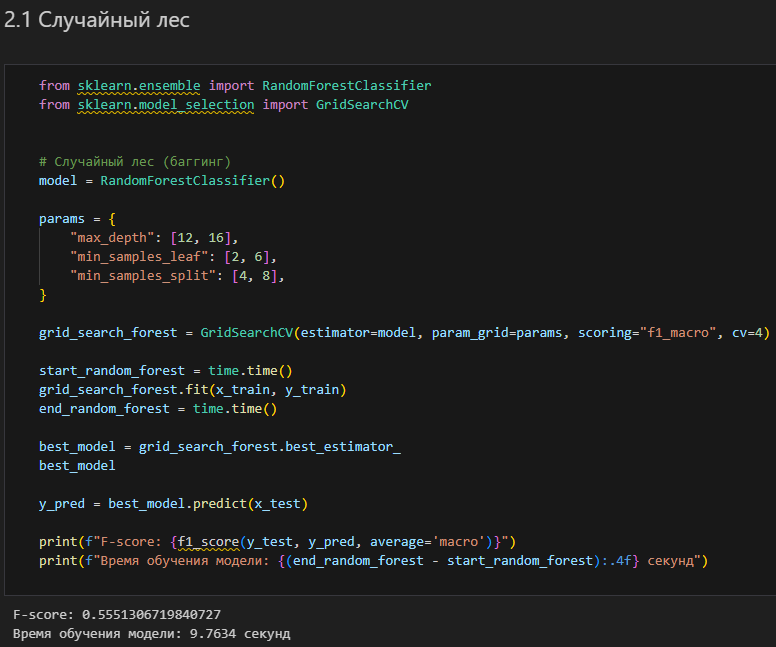 2.1 Случайный лес
from sklearn.ensemble import RandomForestClassifier
from sklearn.model_selection import GridSearchCV
# Случайный лес (баггинг)
model = RandomForestClassifier()
params = {
    "max_depth": [12, 16],
    "min_samples_leaf": [2, 6],
    "min_samples_split": [4, 8],
}
grid_search_forest = GridSearchCV(estimator=model, param_grid=params, scoring="f1_macro", cv=4)
start_random_forest = time.time()
grid_search_forest.fit(x_train, y_train)
end_random_forest = time.time()
best_model = grid_search_forest.best_estimator_
best_model
y_pred = best_model.predict(x_test)
print(f"F-score: {f1_score(y_test, y_pred, average='macro')}")
print(f"Время обучения модели: {(end_random_forest - start_random_forest):.4f} секунд")
F-score: 0.5551306719840727
Время обучения модели: 9.7634 секунд